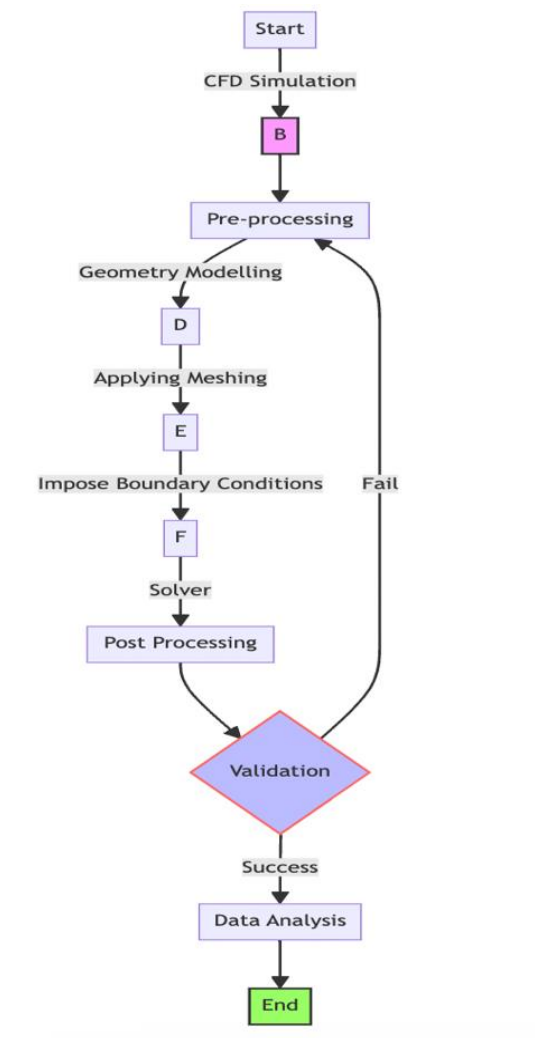 Start
CFD Simulation
B
Pre-processing
Geometry Modelling
D
Applying Meshing
E
Impose Boundary Conditions
Fail
F
Solver
Post Processing
Validation
Success
Data Analysis
End